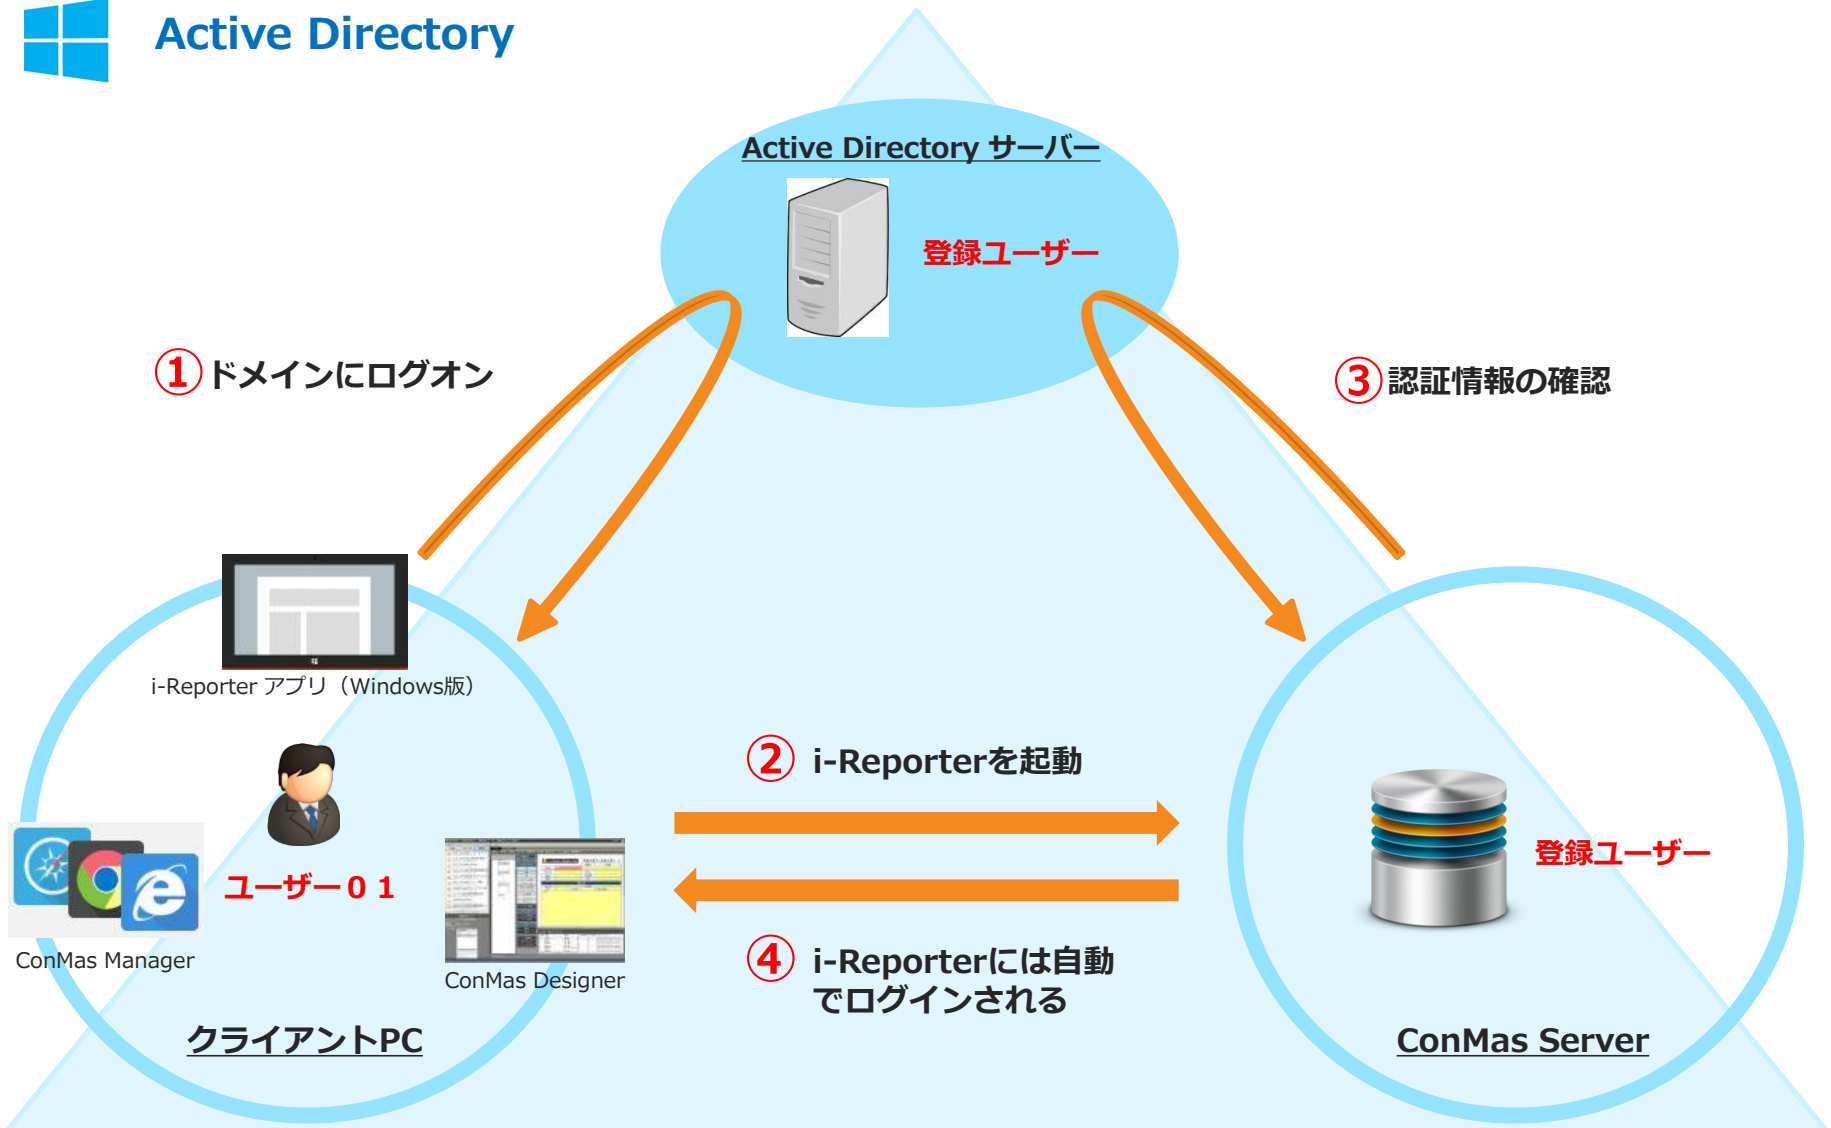 Active Directory
Active Directory サーバー
登録ユーザー
①ドメインにログオン
③認証情報の確認
i-Reporter アプリ（Windows版）
② i-Reporterを起動
登録ユーザー
ユーザー０１
ConMas Manager
ConMas Designer
④ i-Reporterには自動
でログインされる
クライアントPC
ConMas Server